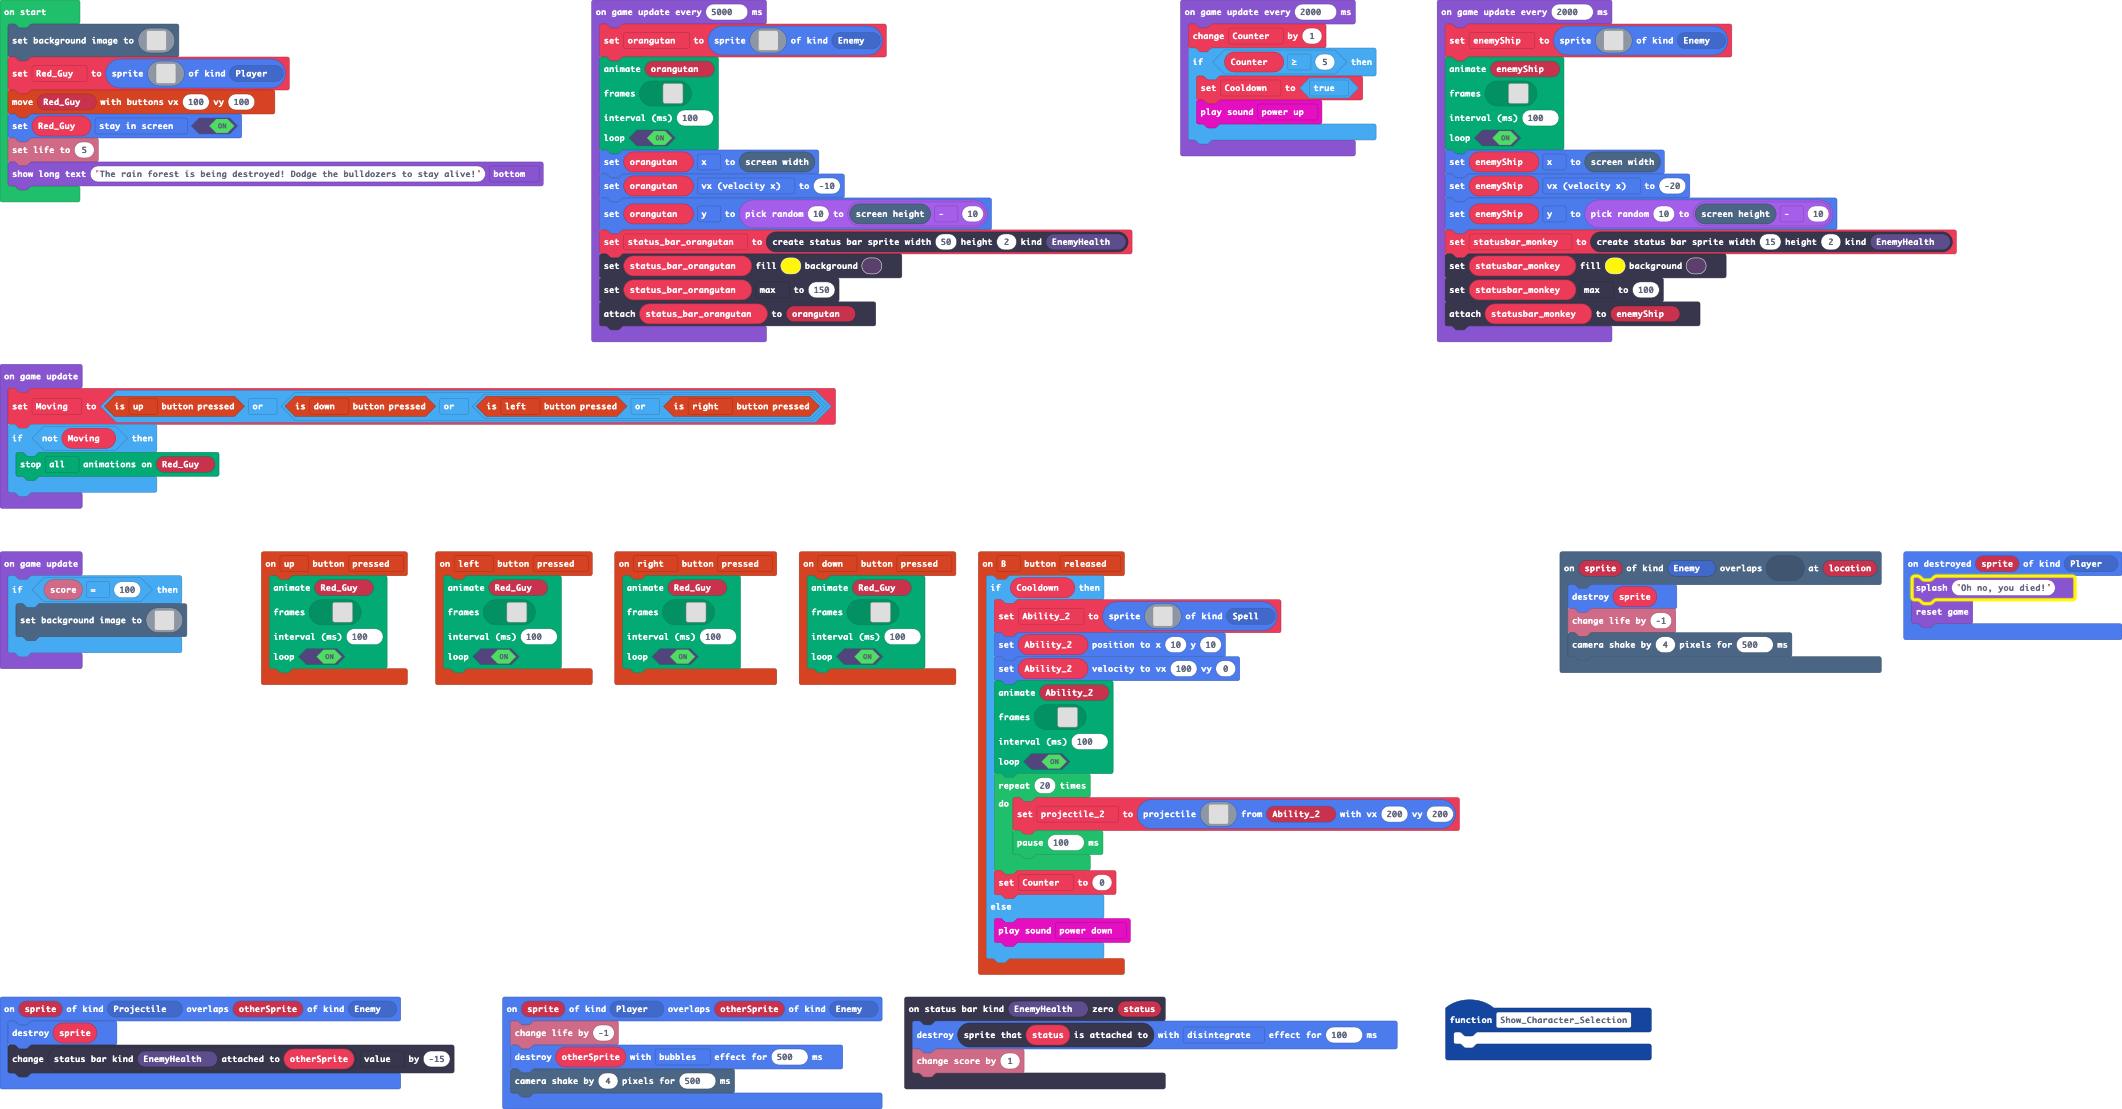 on start
set background image to
set Red_Guy to sprite of kind Player
move Red_Guy with buttons vx 100 vy 100
set Red_Guy stay in screen ON
set life to 5
show long text "The rain forest is being destroyed! Dodge the bulldozers to stay alive!" bottom
on game update every 5000 ms
set orangutan to sprite of kind Enemy
animate orangutan
frames
interval (ms) 100
loop ON
set orangutan x to screen width
set orangutan vx (velocity x) to -10
set orangutan y to pick random 10 to screen height - 10
set status_bar_orangutan to create status bar sprite width 50 height 2 kind EnemyHealth
set status_bar_orangutan fill background
set status_bar_orangutan max to 150
attach status_bar_orangutan to orangutan
on game update every 2000 ms
change Counter by 1
if Counter ≥ 5 then
set Cooldown to true
play sound power up
on game update every 2000 ms
set enemyShip to sprite of kind Enemy
animate enemyShip
frames
interval (ms) 100
loop ON
set enemyShip x to screen width
set enemyShip vx (velocity x) to -20
set enemyShip y to pick random 10 to screen height - 10
set statusbar_monkey to create status bar sprite width 15 height 2 kind EnemyHealth
set statusbar_monkey fill background
set statusbar_monkey max to 100
attach statusbar_monkey to enemyShip
on game update
set Moving to is up button pressed or is down button pressed or is left button pressed or is right button pressed
if not Moving then
stop all animations on Red_Guy
on game update
if score = 100 then
set background image to
on up button pressed
animate Red_Guy
frames
interval (ms) 100
loop ON
on left button pressed
animate Red_Guy
frames
interval (ms) 100
loop ON
on right button pressed
animate Red_Guy
frames
interval (ms) 100
loop ON
on down button pressed
animate Red_Guy
frames
interval (ms) 100
loop ON
on B button released
if Cooldown then
set Ability_2 to sprite of kind Spell
set Ability_2 position to x 10 y 10
set Ability_2 velocity to vx 100 vy 0
animate Ability_2
frames
interval (ms) 100
loop ON
repeat 20 times
do
set projectile_2 to projectile from Ability_2 with vx 200 vy 200
pause 100 ms
set Counter to 0
else
play sound power down
on sprite of kind Enemy overlaps at location
destroy sprite
change life by -1
camera shake by 4 pixels for 500 ms
on destroyed sprite of kind Player
splash "Oh no, you died!"
reset game
on sprite of kind Projectile overlaps otherSprite of kind Enemy
destroy sprite
change status bar kind EnemyHealth attached to otherSprite value by -15
on sprite of kind Player overlaps otherSprite of kind Enemy
change life by -1
destroy otherSprite with bubbles effect for 500 ms
camera shake by 4 pixels for 500 ms
on status bar kind EnemyHealth zero status
destroy sprite that status is attached to with disintegrate effect for 100 ms
change score by 1
function Show_Character_Selection